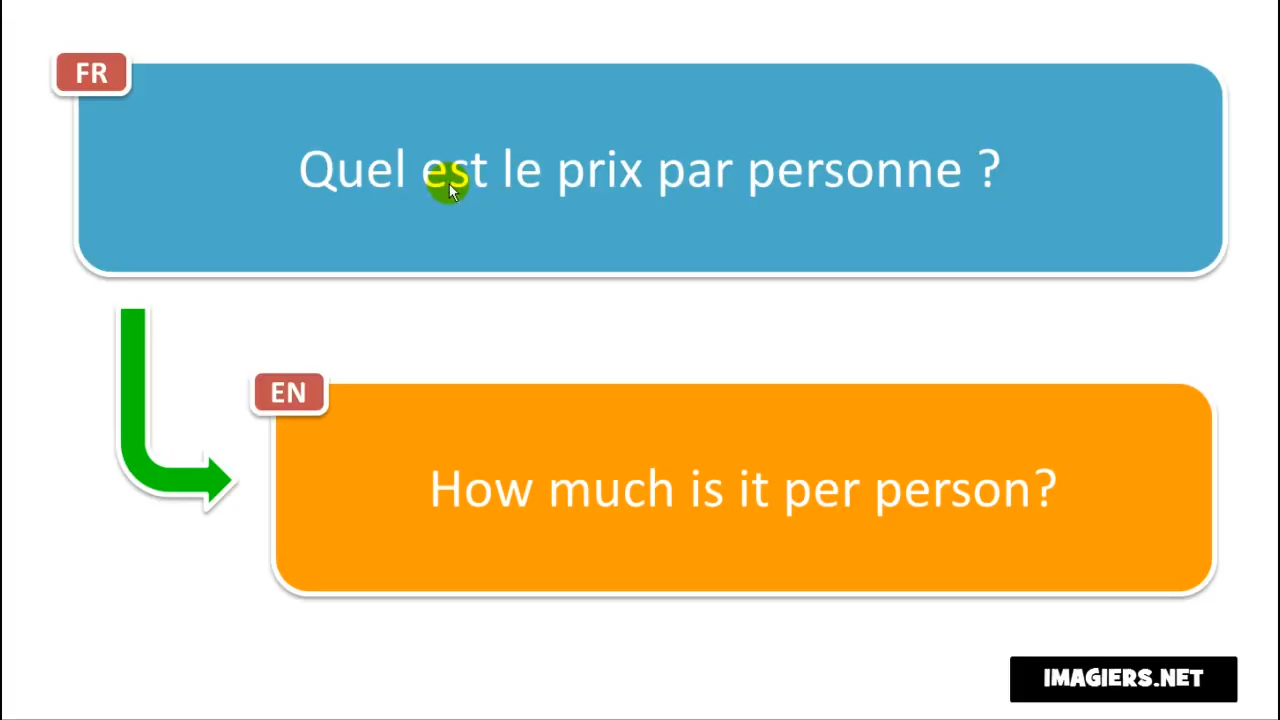 FR
Quel est le prix par personne ?
EN
How much is it per person?
IMAGIERS.NET